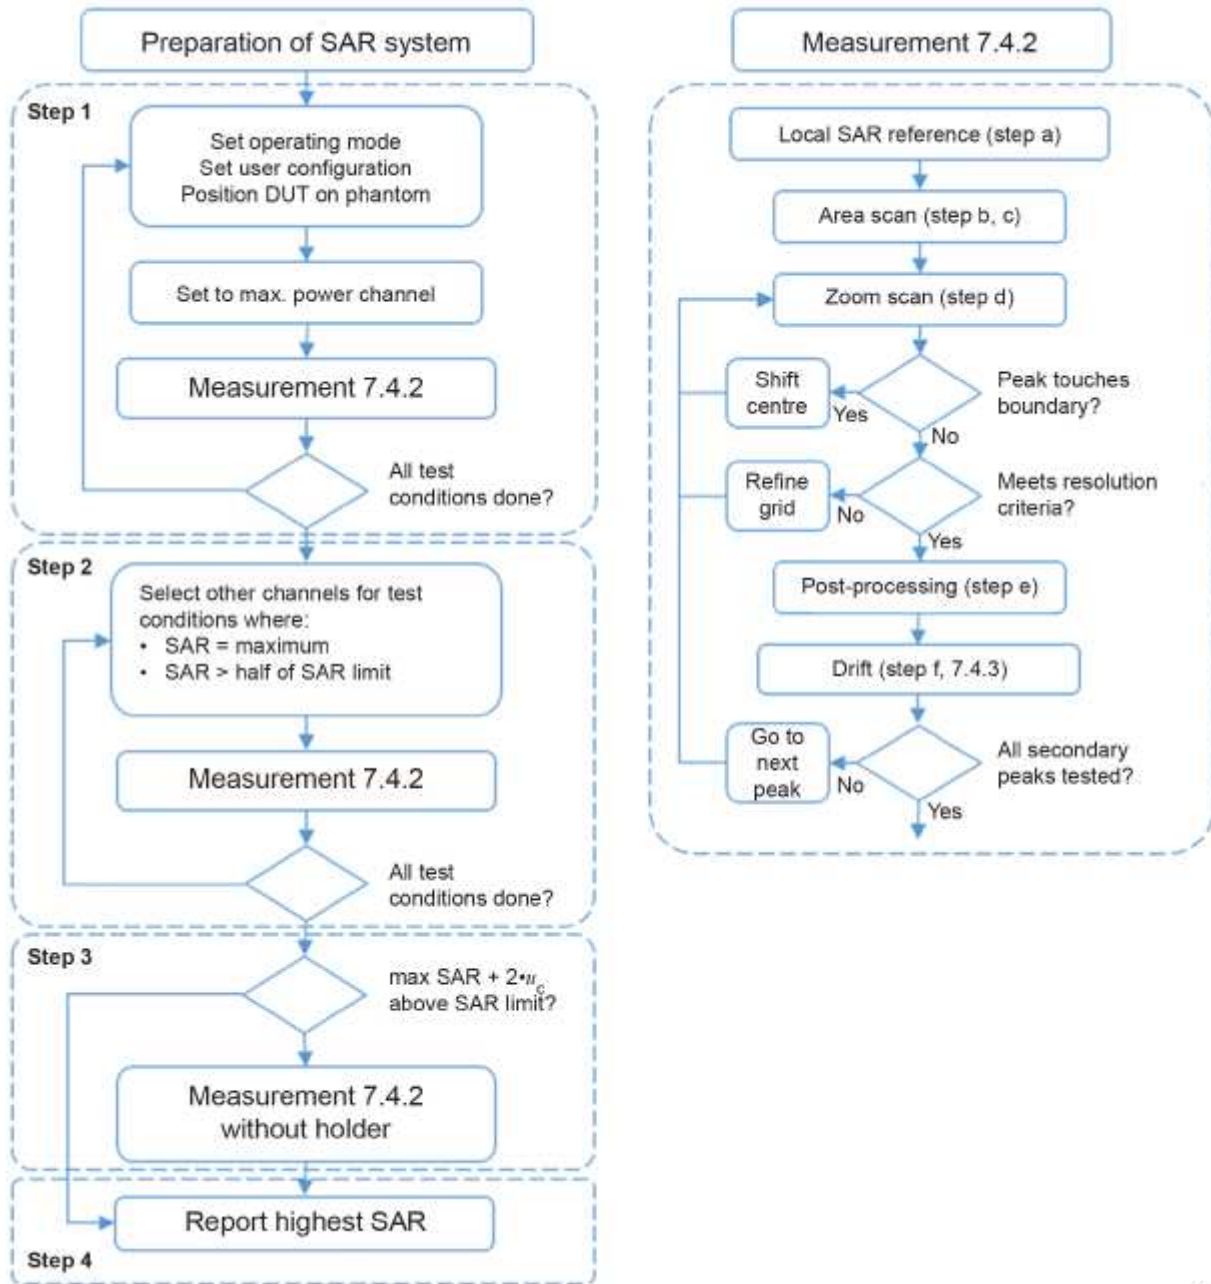 Preparation of SAR system
Step 1
Set operating mode
Set user configuration
Position DUT on phantom
Set to max. power channel
Measurement 7.4.2
All test
conditions done?
Step 2
Select other channels for test
conditions where:
• SAR = maximum
• SAR > half of SAR limit
Measurement 7.4.2
All test
conditions done?
Step 3
max SAR + 2•uc
above SAR limit?
Measurement 7.4.2
without holder
Report highest SAR
Step 4
Measurement 7.4.2
Local SAR reference (step a)
Area scan (step b, c)
Zoom scan (step d)
Shift
centre
Yes
Peak touches
boundary?
No
Refine
grid
No
Meets resolution
criteria?
Yes
Post-processing (step e)
Drift (step f, 7.4.3)
Go to
next
peak
No
All secondary
peaks tested?
Yes